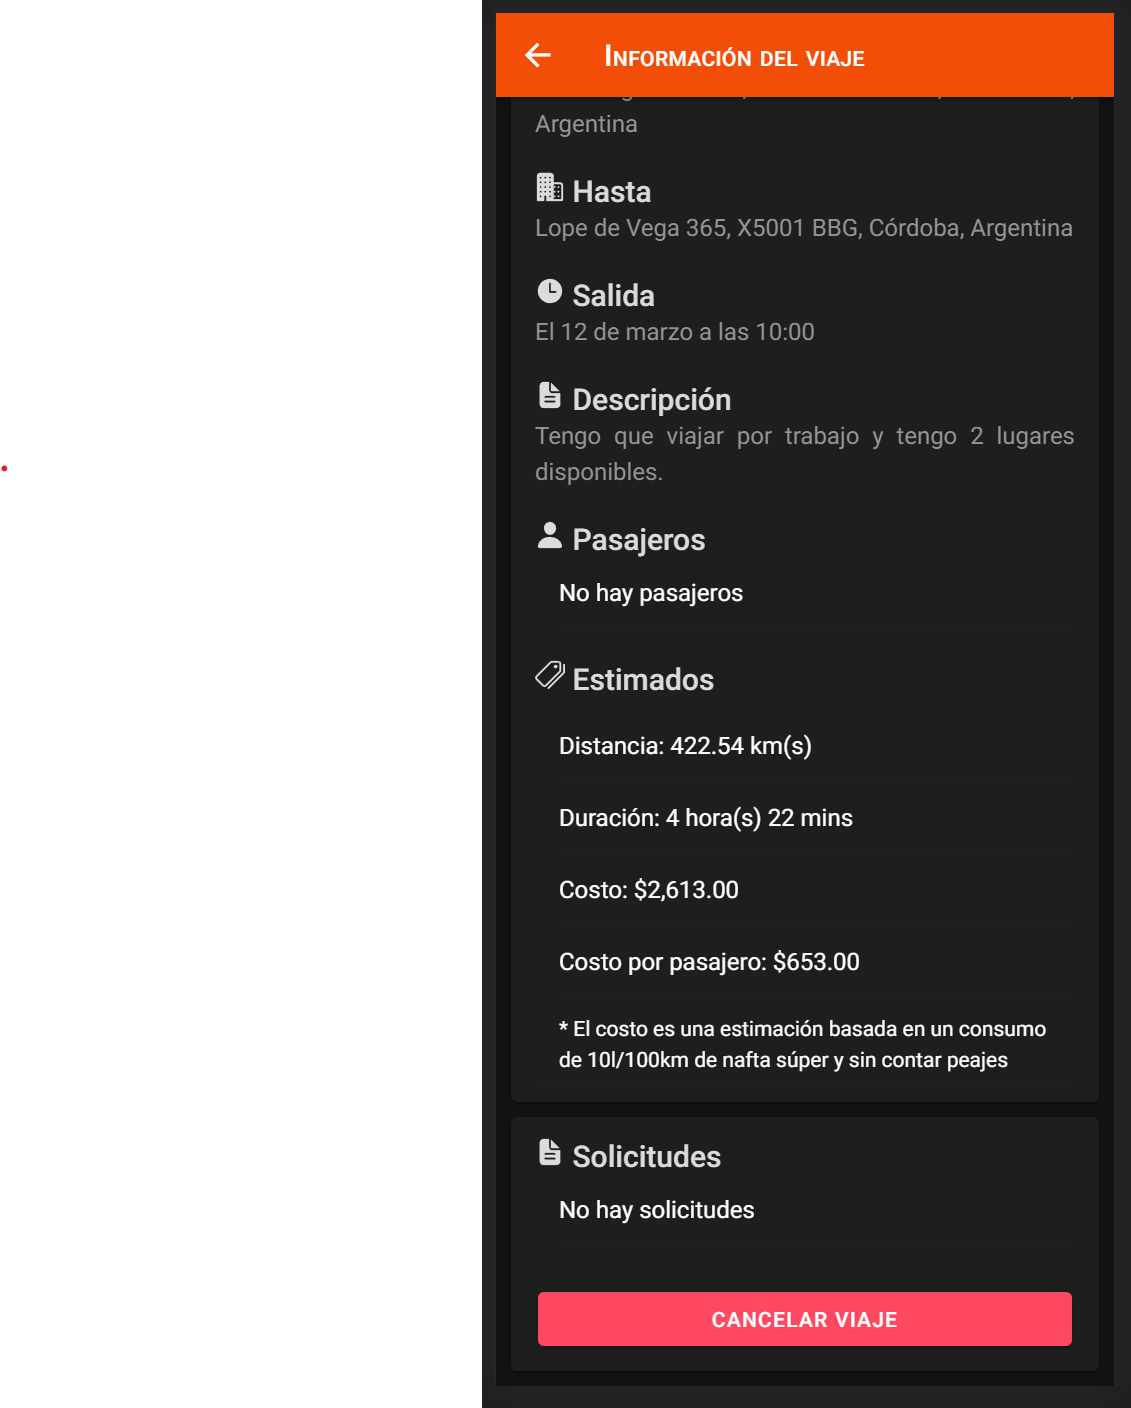 Información del viaje
Argentina
Hasta
Lope de Vega 365, X5001 BBG, Córdoba, Argentina
Salida
El 12 de marzo a las 10:00
Descripción
Tengo que viajar por trabajo y tengo 2 lugares
disponibles.
Pasajeros
No hay pasajeros
Estimados
Distancia: 422.54 km(s)
Duración: 4 hora(s) 22 mins
Costo: $2,613.00
Costo por pasajero: $653.00
* El costo es una estimación basada en un consumo
de 10l/100km de nafta súper y sin contar peajes
Solicitudes
No hay solicitudes
CANCELAR VIAJE